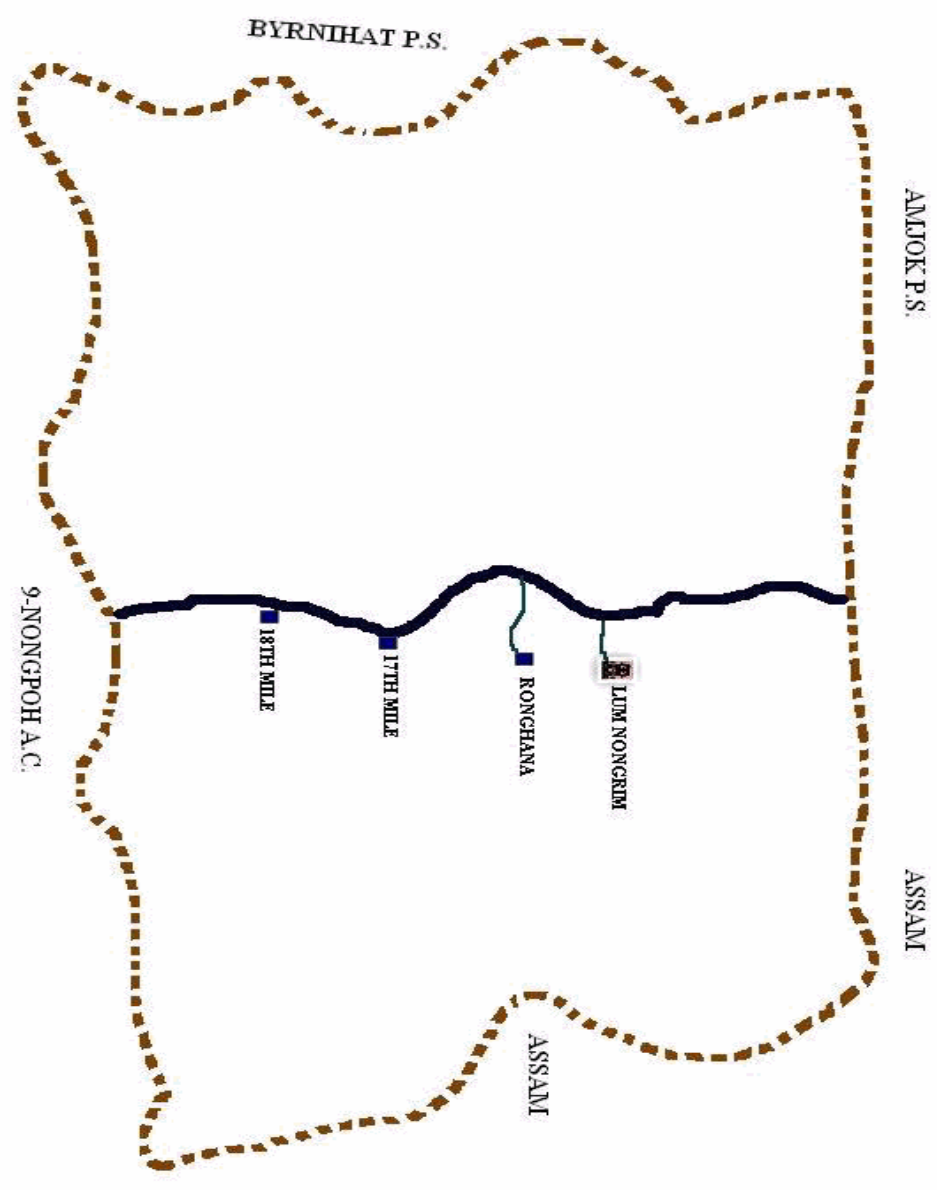 BYRNIHAT P.S.
AMJOK P.S.
9-NONGPOH A.C.
18TH MILE
17TH MILE
RONGHANA
LUM NONGRIM
ASSAM
ASSAM